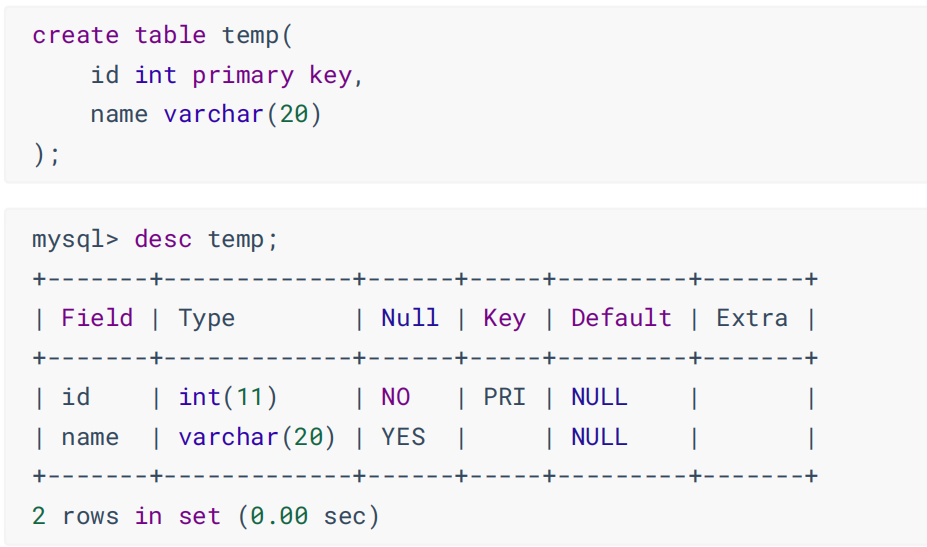 create table temp(
    id int primary key,
    name varchar(20)
);
mysql> desc temp;
+-------+-------------+------+-----+---------+-------+
| Field | Type        | Null | Key | Default | Extra |
+-------+-------------+------+-----+---------+-------+
| id    | int(11)     | NO   | PRI | NULL    |       |
| name  | varchar(20) | YES  |     | NULL    |       |
+-------+-------------+------+-----+---------+-------+
2 rows in set (0.00 sec)